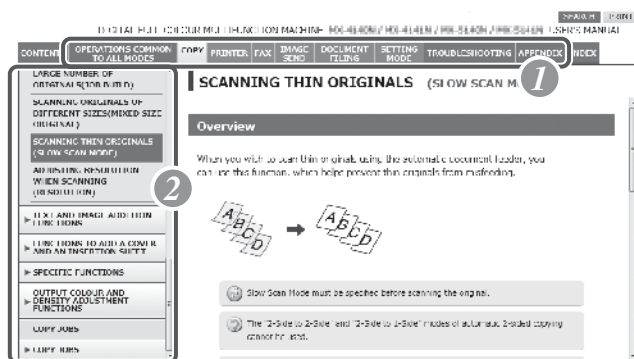 SEARCH PRINT
DIGITAL FULL COLOUR MULTIFUNCTION MACHINE USER'S MANUAL
CONTENT OPERATIONS COMMON TO ALL MODES COPY PRINTER FAX IMAGE SEND DOCUMENT FILING SETTING MODE TROUBLESHOOTING APPENDIX INDEX
1
LARGE NUMBER OF
ORIGINALS(JOB BUILD)
SCANNING ORIGINALS OF
DIFFERENT SIZES(MIXED SIZE
ORIGINAL)
SCANNING THIN ORIGINALS
(SLOW SCAN MODE)
ADJUSTING RESOLUTION
WHEN SCANNING
(RESOLUTION)
2
TEXT AND IMAGE ADDITION
FUNCTIONS
FUNCTIONS TO ADD A COVER
AND AN INSERTION SHEET
SPECIFIC FUNCTIONS
OUTPUT COLOUR AND
DENSITY ADJUSTMENT
FUNCTIONS
COPY JOBS
COPY JOBS
SCANNING THIN ORIGINALS (SLOW SCAN M
Overview
When you wish to scan thin originals using the automatic document feeder, you
can use this function, which helps prevent thin originals from misfeeding.
A B C D A B C D
Slow Scan Mode must be specified before scanning the original.
The "2-Side to 2-Side" and "2-Side to 1-Side" modes of automatic 2-sided copying
cannot be used.